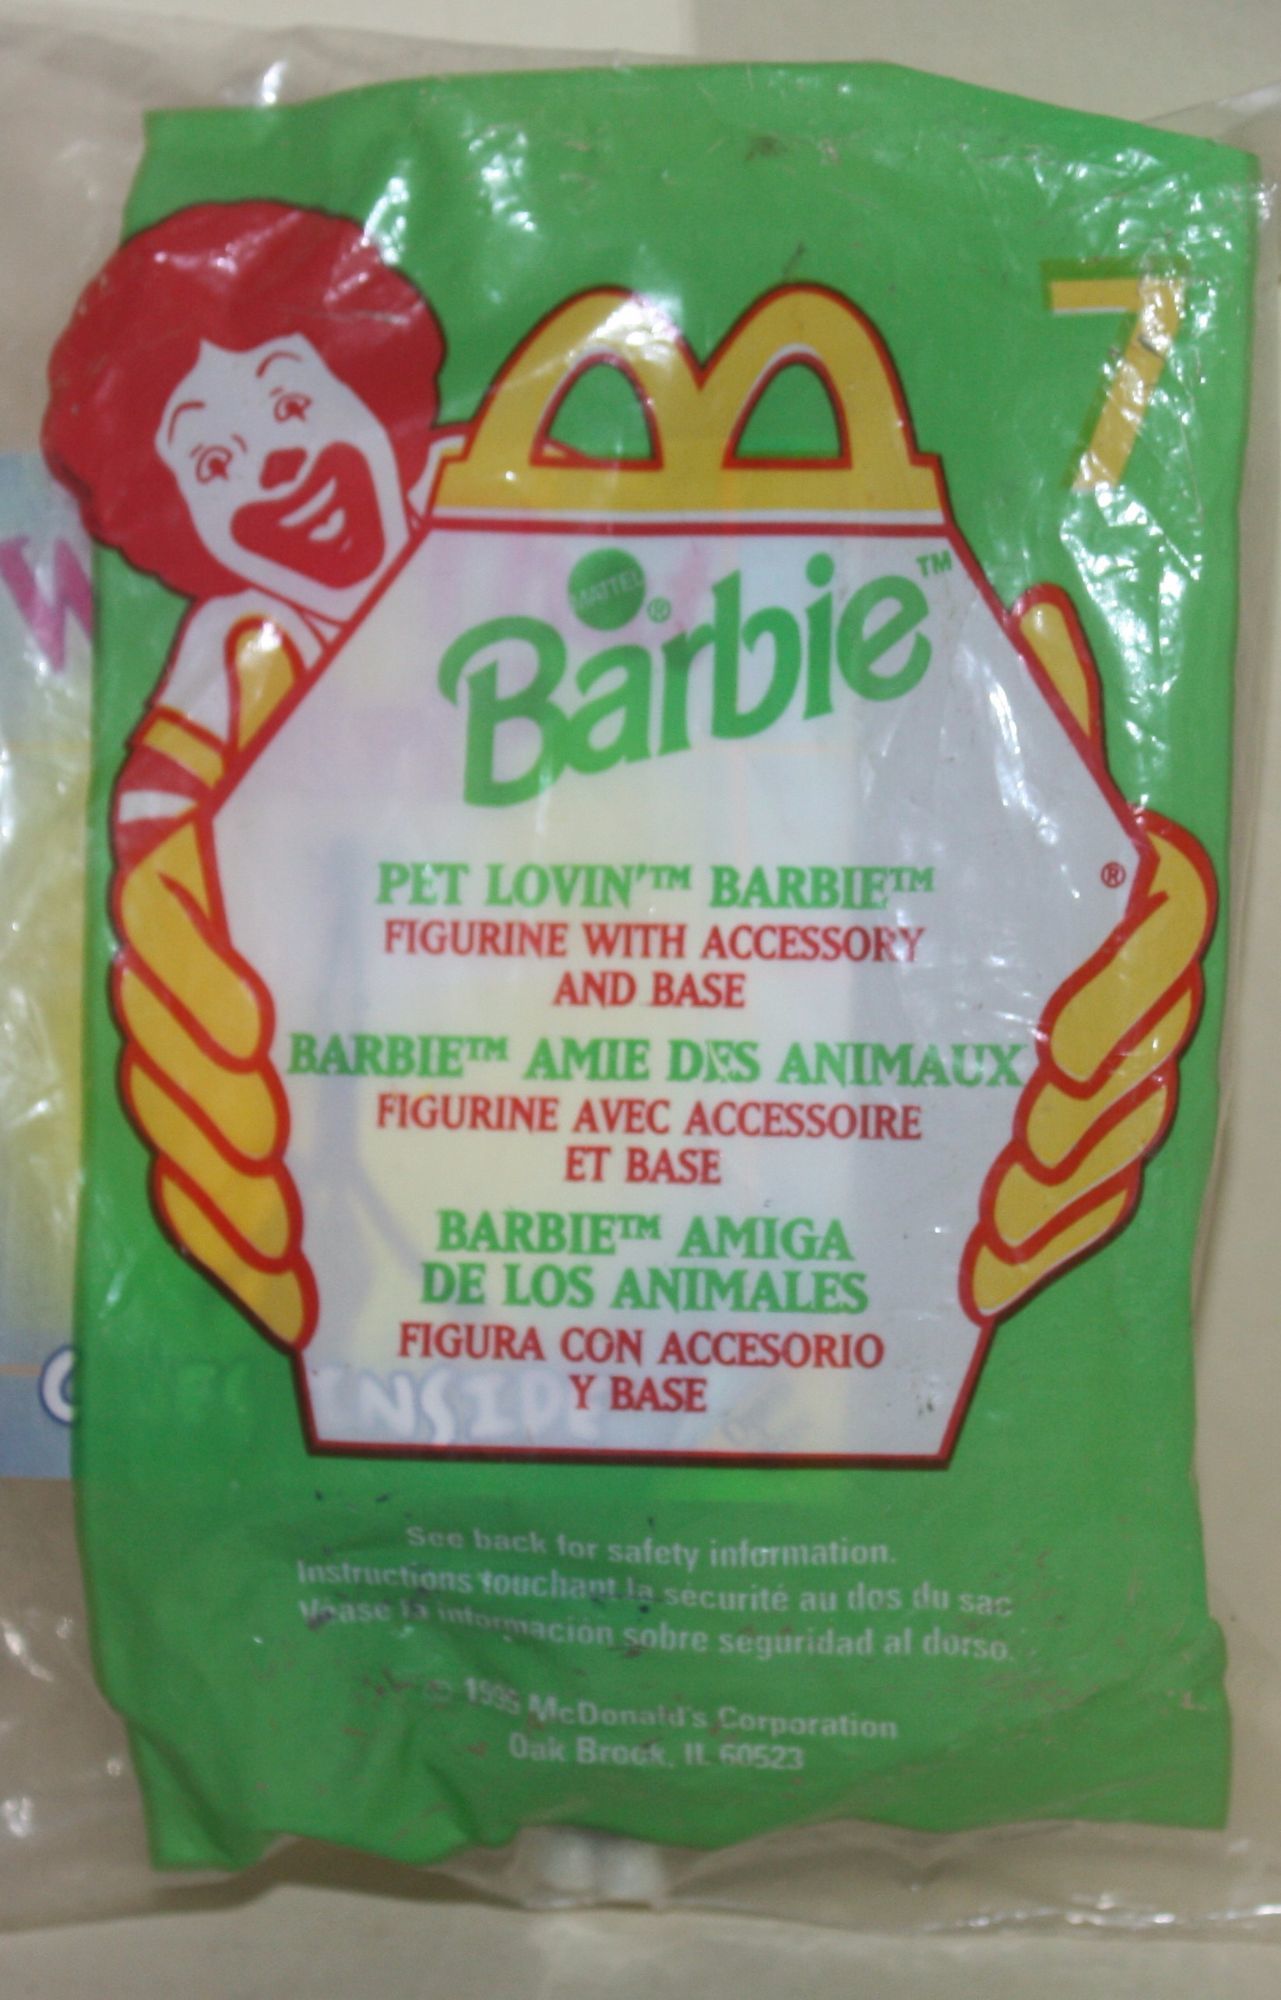 7
MATTEL
®
Barbie™
PET LOVIN'™ BARBIE™
®
FIGURINE WITH ACCESSORY
AND BASE
BARBIE™ AMIE DES ANIMAUX
FIGURINE AVEC ACCESSOIRE
ET BASE
BARBIE™ AMIGA
DE LOS ANIMALES
FIGURA CON ACCESORIO
Y BASE
INSIDE
See back for safety information.
Instructions touchant la sécurité au dos du sac
Véase la información sobre seguridad al dorso.
© 1995 McDonald's Corporation
Oak Brook, IL 60523